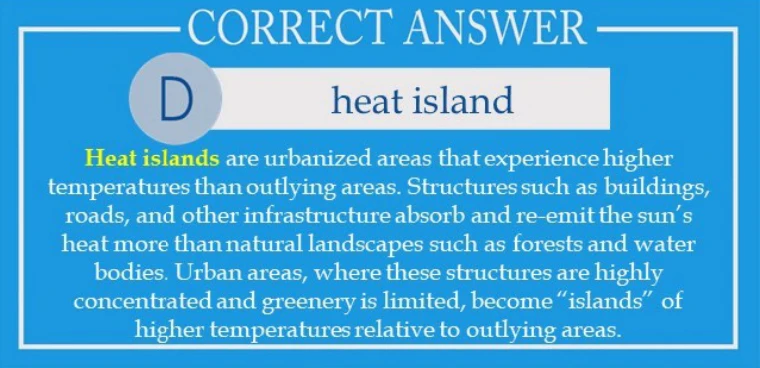 CORRECT ANSWER
D
heat island
Heat islands are urbanized areas that experience higher
temperatures than outlying areas. Structures such as buildings,
roads, and other infrastructure absorb and re-emit the sun's
heat more than natural landscapes such as forests and water
bodies. Urban areas, where these structures are highly
concentrated and greenery is limited, become “islands” of
higher temperatures relative to outlying areas.